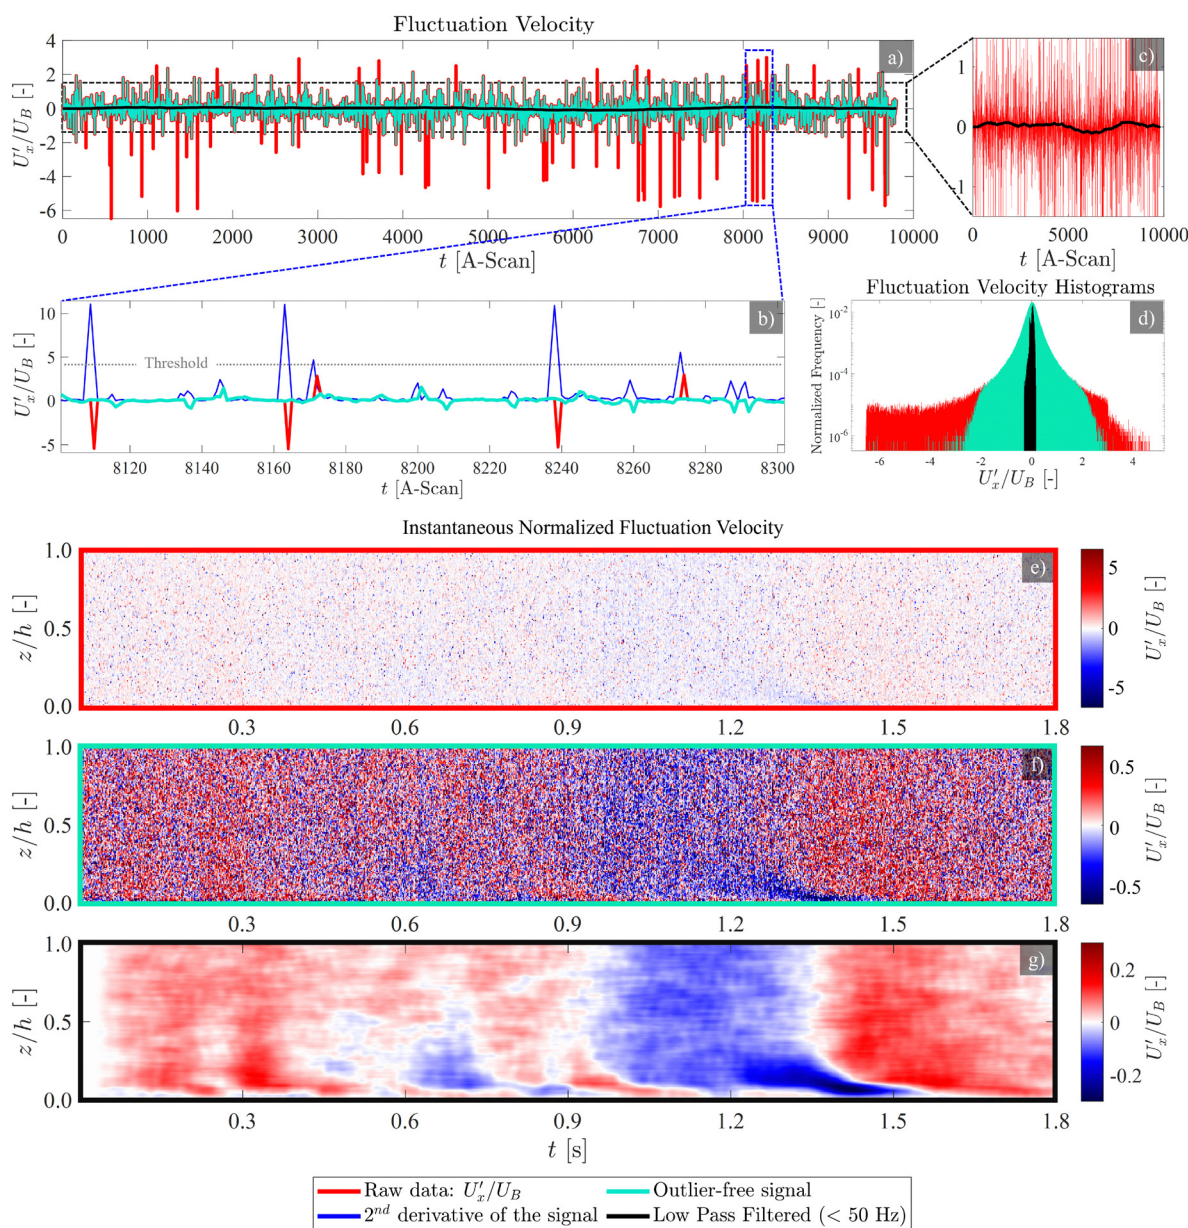 Fluctuation Velocity
U'ₓ/U_B [-]
4
2
0
-2
-4
-6
a)
0 1000 2000 3000 4000 5000 6000 7000 8000 9000 10000
t [A-Scan]
c)
1
0
-1
0 5000 10000
t [A-Scan]
U'ₓ/U_B [-]
10
5
0
-5
b)
Threshold
8120 8140 8160 8180 8200 8220 8240 8260 8280 8300
t [A-Scan]
Fluctuation Velocity Histograms
Normalized Frequency [-]
10⁻²
10⁻⁴
10⁻⁶
d)
-6 -4 -2 0 2 4
U'ₓ/U_B [-]
Instantaneous Normalized Fluctuation Velocity
z/h [-]
1.0
0.5
0.0
e)
0.3 0.6 0.9 1.2 1.5 1.8
5
0
-5
U'ₓ/U_B [-]
z/h [-]
1.0
0.5
0.0
f)
0.3 0.6 0.9 1.2 1.5 1.8
0.5
0
-0.5
U'ₓ/U_B [-]
z/h [-]
1.0
0.5
0.0
g)
0.3 0.6 0.9 1.2 1.5 1.8
t [s]
0.2
0
-0.2
U'ₓ/U_B [-]
Raw data: U'ₓ/U_B
Outlier-free signal
2ⁿᵈ derivative of the signal
Low Pass Filtered (< 50 Hz)